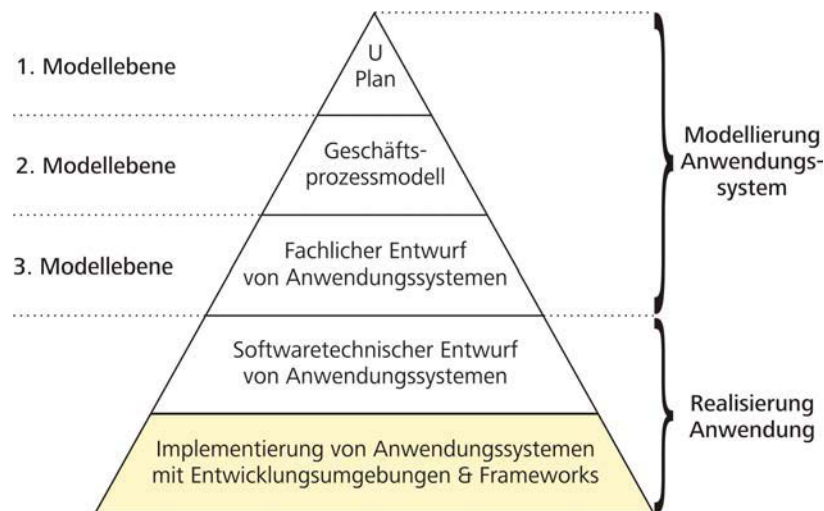 1. Modellebene
U
Plan
2. Modellebene
Geschäfts-
prozessmodell
3. Modellebene
Fachlicher Entwurf
von Anwendungssystemen
Modellierung
Anwendungs-
system
Softwaretechnischer Entwurf
von Anwendungssystemen
Implementierung von Anwendungssystemen
mit Entwicklungsumgebungen & Frameworks
Realisierung
Anwendung